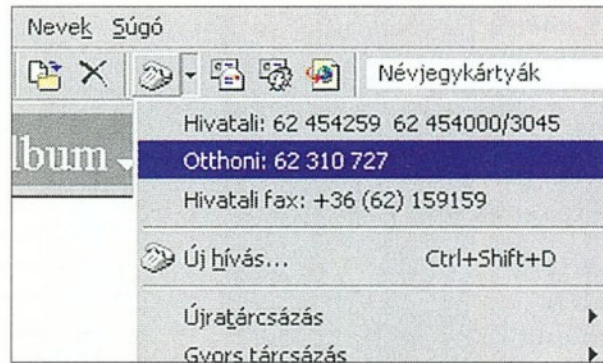 Nevek Súgó
Névjegykártyák
lbum
Hivatali: 62 454259 62 454000/3045
Otthoni: 62 310 727
Hivatali fax: +36 (62) 159159
Új hívás... Ctrl+Shift+D
Újratárcsázás
Gyors tárcsázás